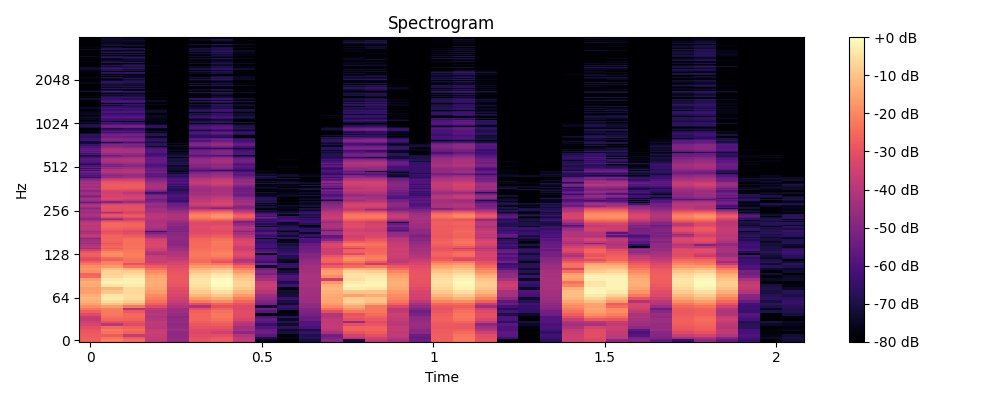 Spectrogram
+0 dB
2048
-10 dB
1024
-20 dB
512
-30 dB
Hz
-40 dB
256
-50 dB
128
-60 dB
64
-70 dB
0
-80 dB
0 0.5 1 1.5 2
Time